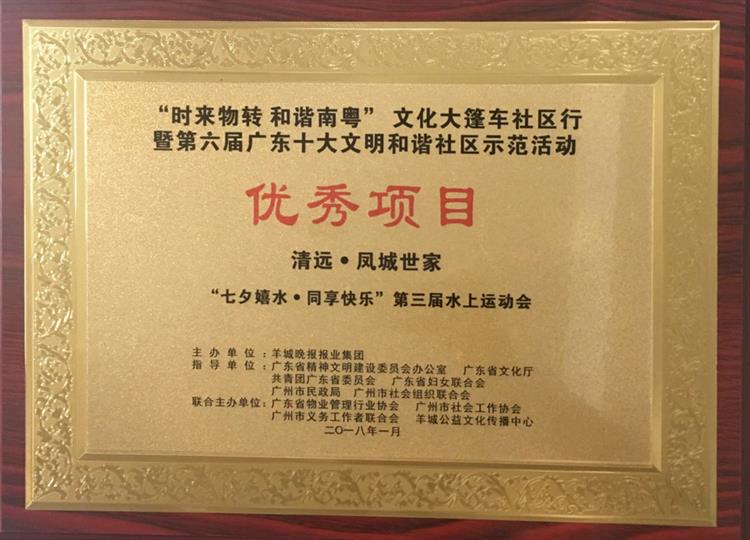 “时来物转 和谐南粤” 文化大篷车社区行
暨第六届广东十大文明和谐社区示范活动
优秀项目
清远·凤城世家
“七夕嬉水·同享快乐”第三届水上运动会
主办单位：羊城晚报报业集团
指导单位：广东省精神文明建设委员会办公室 广东省文化厅
共青团广东省委员会 广东省妇女联合会
广州市民政局 广州市社会组织联合会
联合主办单位：广东省物业管理行业协会 广州市社会工作协会
广州市义务工作者联合会 羊城公益文化传播中心
二〇一八年一月